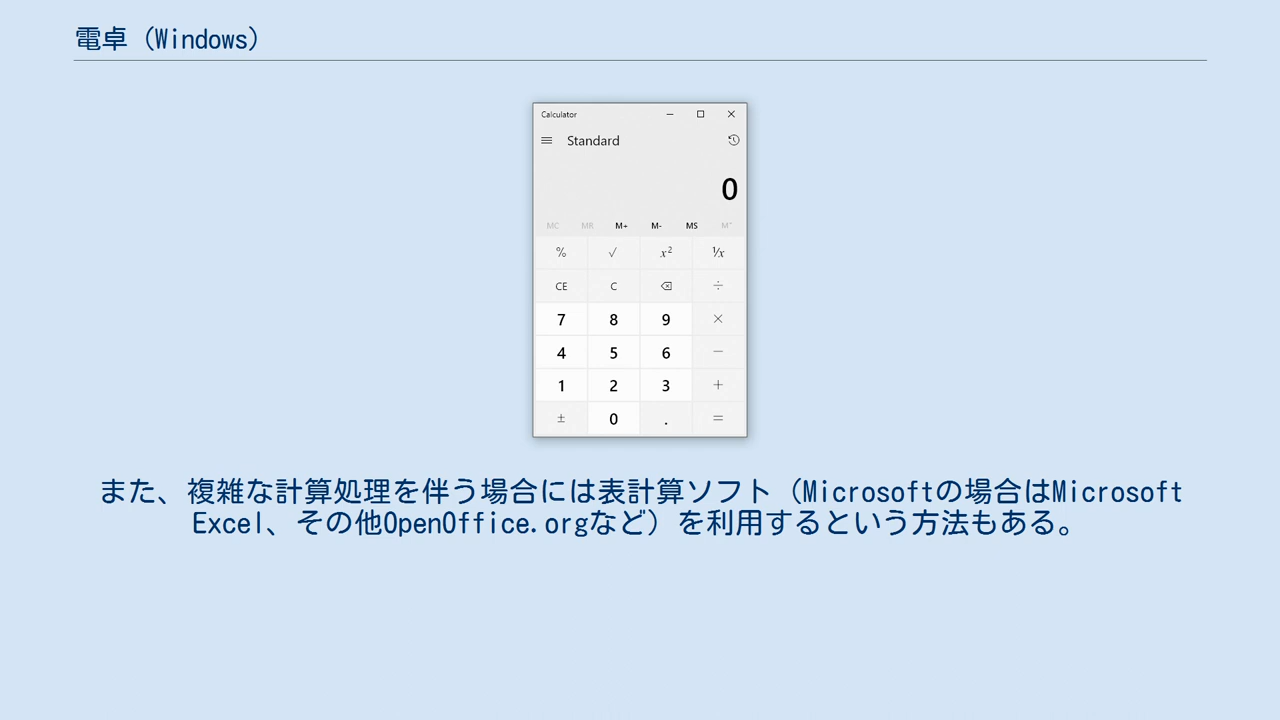 電卓（Windows）
Calculator
Standard
0
MC MR M+ M- MS M˅
% √ x² ¹/x
CE C ⌫ ÷
7 8 9 ×
4 5 6 −
1 2 3 +
± 0 . =
また、複雑な計算処理を伴う場合には表計算ソフト（Microsoftの場合はMicrosoft
Excel、その他OpenOffice.orgなど）を利用するという方法もある。